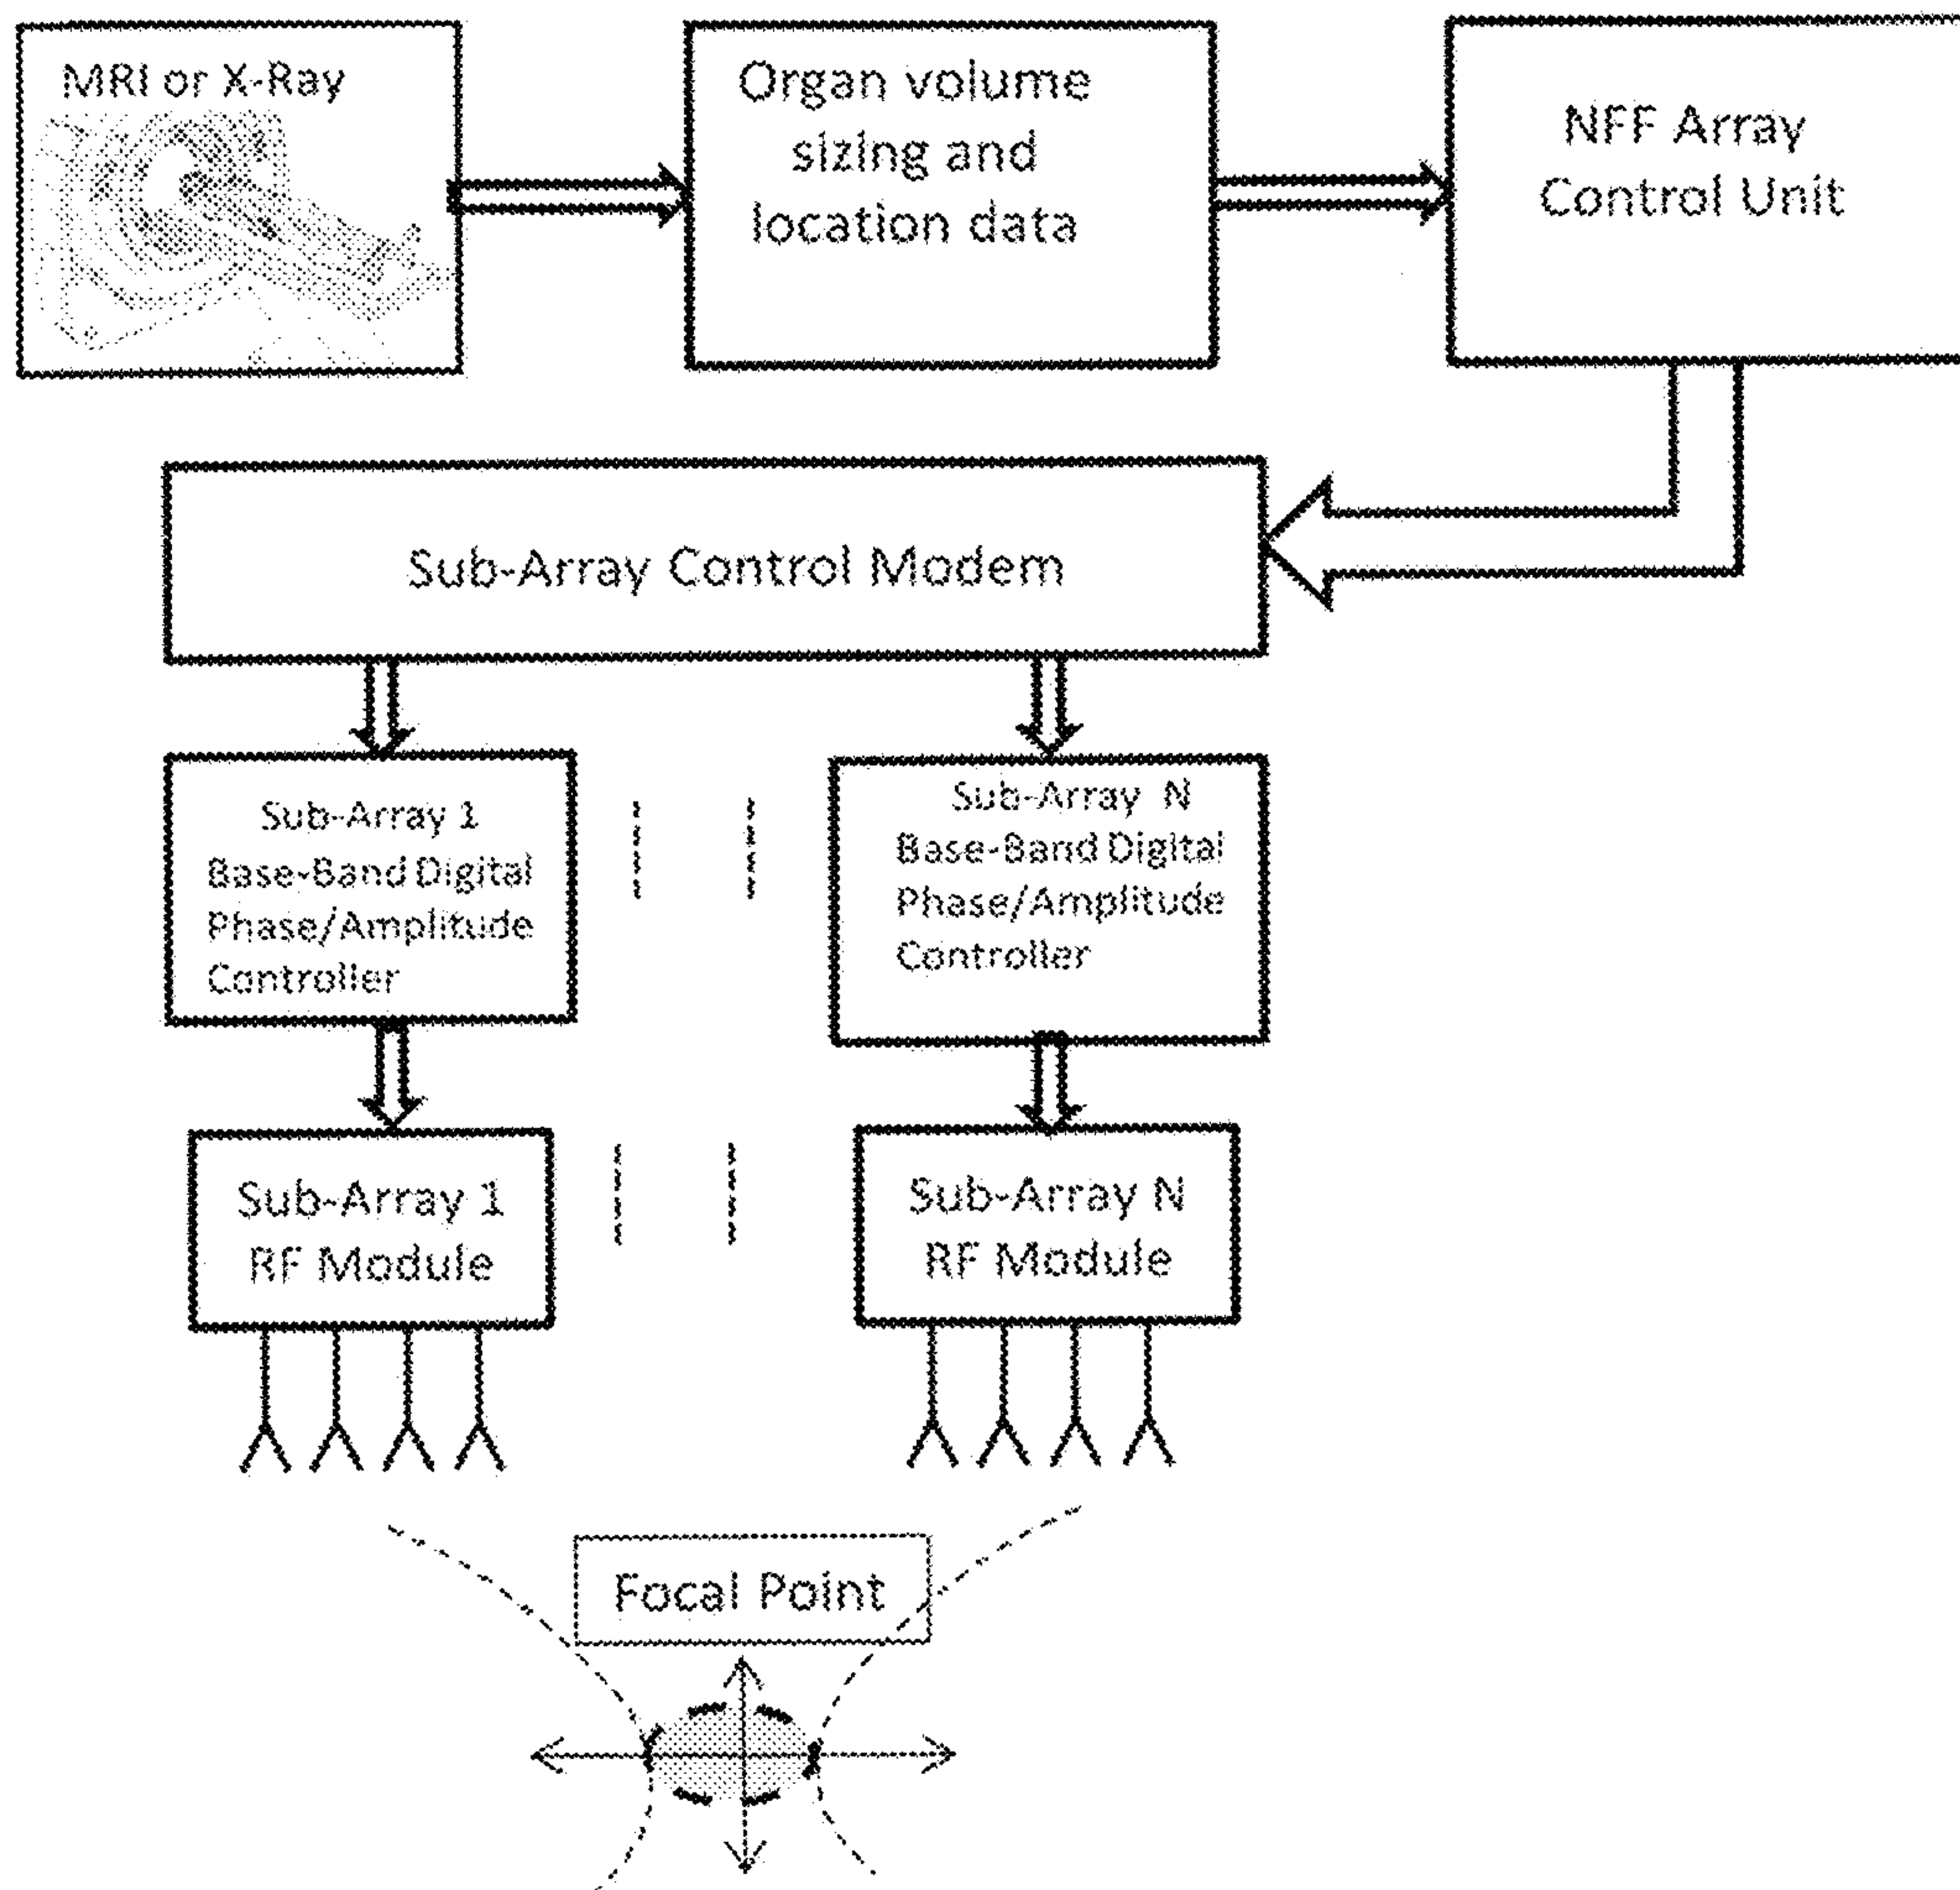 MRI or X-Ray
Organ volume
sizing and
location data
NFF Array
Control Unit
Sub-Array Control Modem
Sub-Array 1
Base-Band Digital
Phase/Amplitude
Controller
Sub-Array N
Base-Band Digital
Phase/Amplitude
Controller
Sub-Array 1
RF Module
Sub-Array N
RF Module
Focal Point